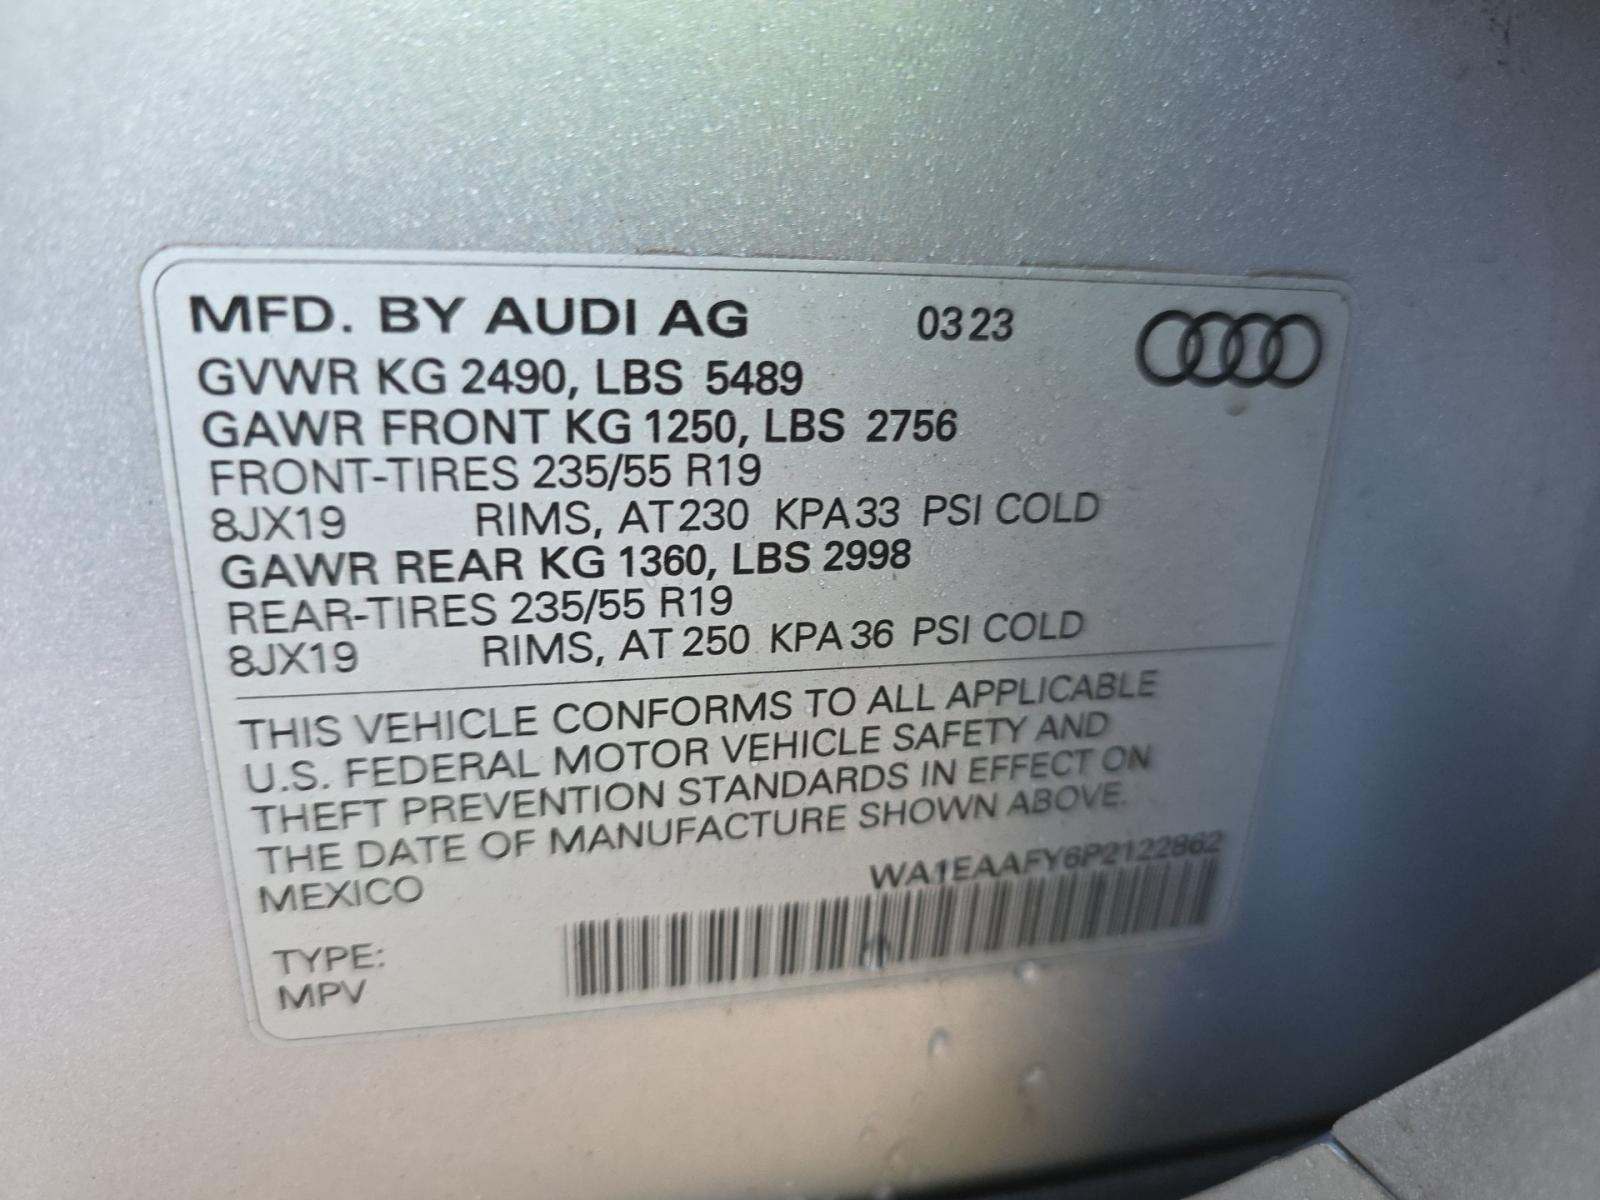 MFD. BY AUDI AG 03 23
GVWR KG 2490, LBS 5489
GAWR FRONT KG 1250, LBS 2756
FRONT-TIRES 235/55 R19
8JX19 RIMS, AT 230 KPA 33 PSI COLD
GAWR REAR KG 1360, LBS 2998
REAR-TIRES 235/55 R19
8JX19 RIMS, AT 250 KPA 36 PSI COLD
THIS VEHICLE CONFORMS TO ALL APPLICABLE
U.S. FEDERAL MOTOR VEHICLE SAFETY AND
THEFT PREVENTION STANDARDS IN EFFECT ON
THE DATE OF MANUFACTURE SHOWN ABOVE.
MEXICO WA1EAAFY6P2122862
TYPE:
MPV